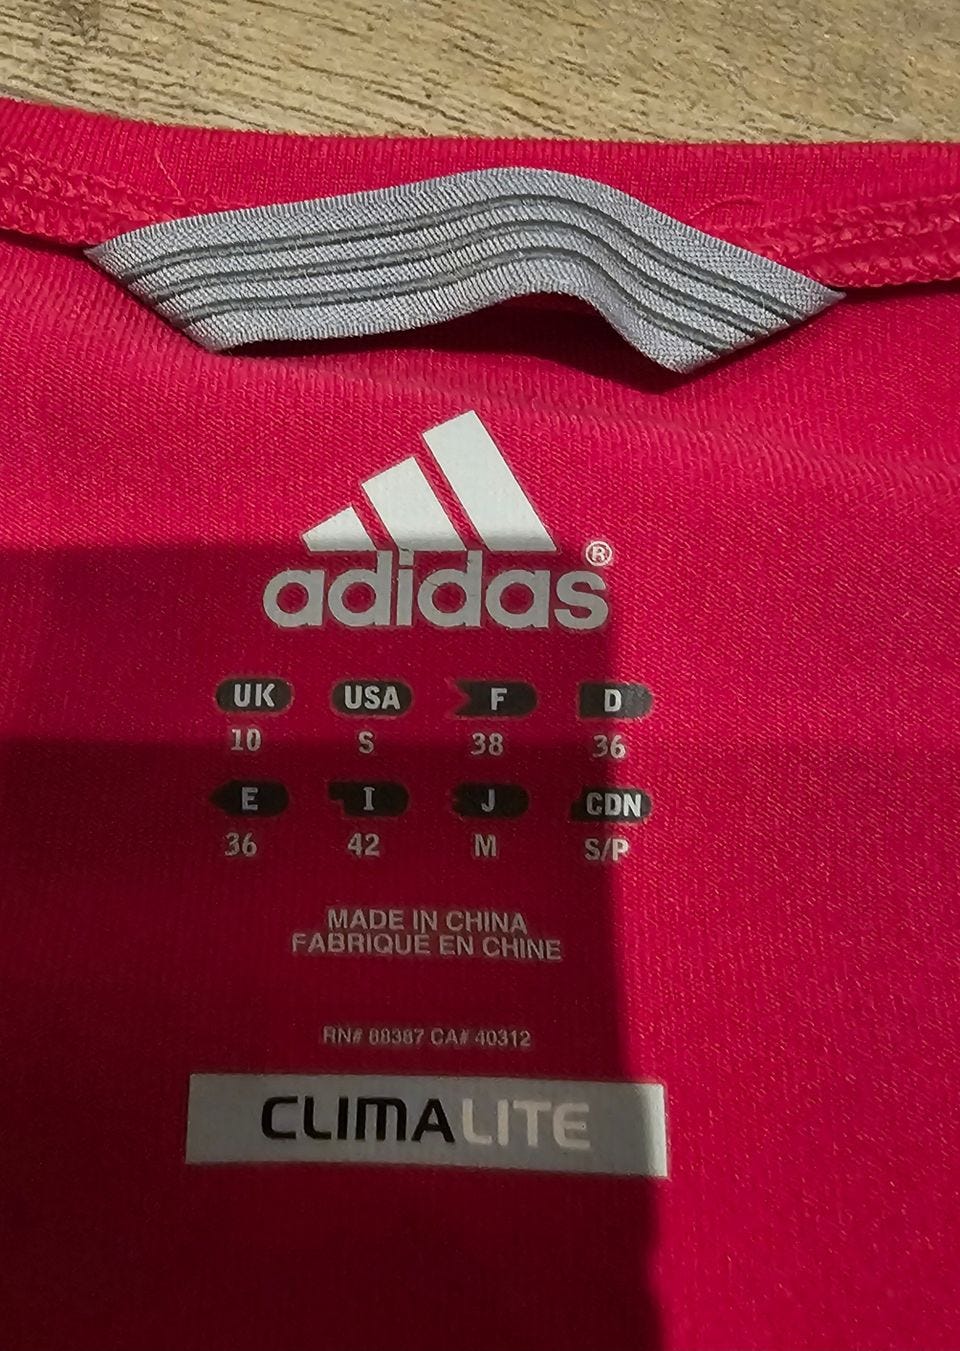 adidas®
UK USA F D
10 S 38 36
E I J CDN
36 42 M S/P
MADE IN CHINA
FABRIQUE EN CHINE
RN# 88387 CA# 40312
CLIMALITE